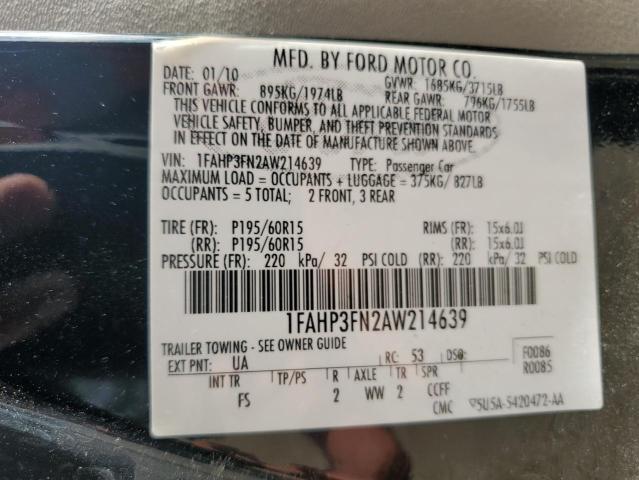 MFD. BY FORD MOTOR CO.
DATE: 01/10 GVWR: 1685KG/3715LB
FRONT GAWR: 895KG/1974LB REAR GAWR: 796KG/1755LB
THIS VEHICLE CONFORMS TO ALL APPLICABLE FEDERAL MOTOR
VEHICLE SAFETY, BUMPER, AND THEFT PREVENTION STANDARDS
IN EFFECT ON THE DATE OF MANUFACTURE SHOWN ABOVE.
VIN: 1FAHP3FN2AW214639 TYPE: Passenger Car
MAXIMUM LOAD = OCCUPANTS + LUGGAGE = 375KG/ 827LB
OCCUPANTS = 5 TOTAL; 2 FRONT, 3 REAR
TIRE (FR): P195/60R15 RIMS (FR): 15x6.0J
(RR): P195/60R15 (RR): 15x6.0J
PRESSURE (FR): 220 kPa/ 32 PSI COLD (RR): 220 kPa/ 32 PSI COLD
1FAHP3FN2AW214639
TRAILER TOWING - SEE OWNER GUIDE
EXT PNT: UA RC: 53 DSO: F0086
R0085
INT TR TP/PS R AXLE TR SPR
FS 2 WW 2 CCFF
CMC 5U5A-5420472-AA